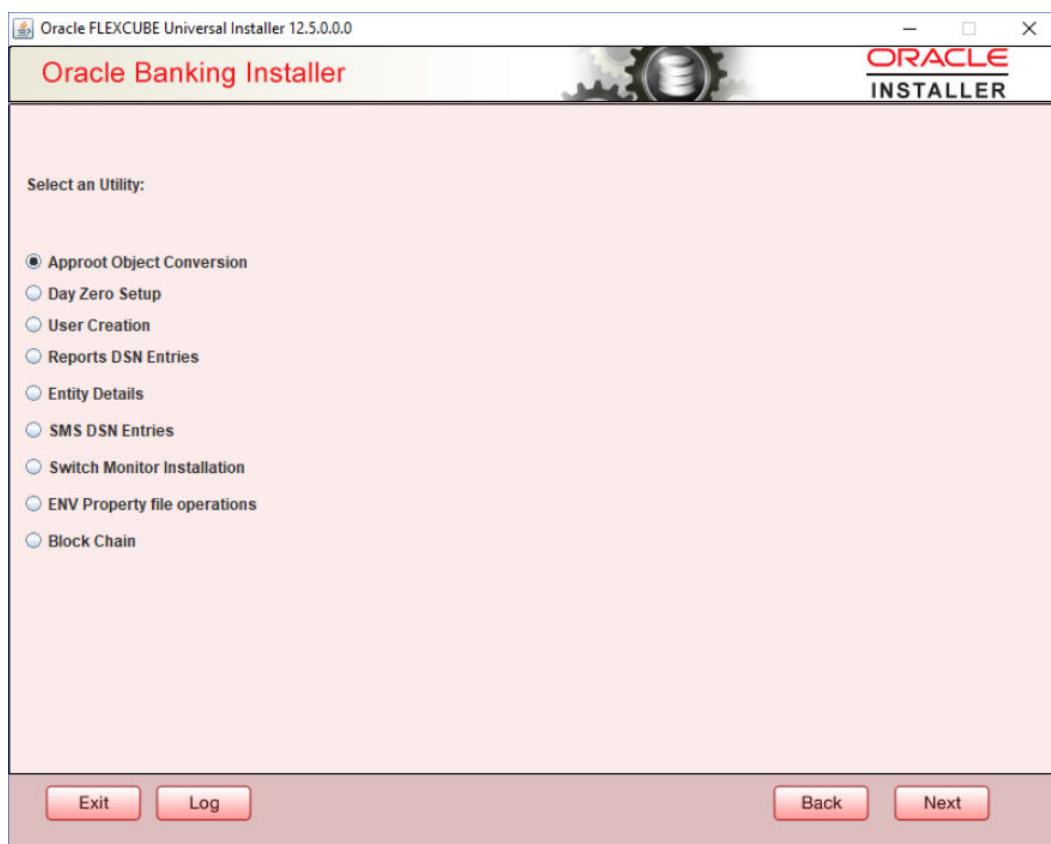 Oracle FLEXCUBE Universal Installer 12.5.0.0.0
Oracle Banking Installer
ORACLE
INSTALLER
Select an Utility:
Approot Object Conversion
Day Zero Setup
User Creation
Reports DSN Entries
Entity Details
SMS DSN Entries
Switch Monitor Installation
ENV Property file operations
Block Chain
Exit Log Back Next